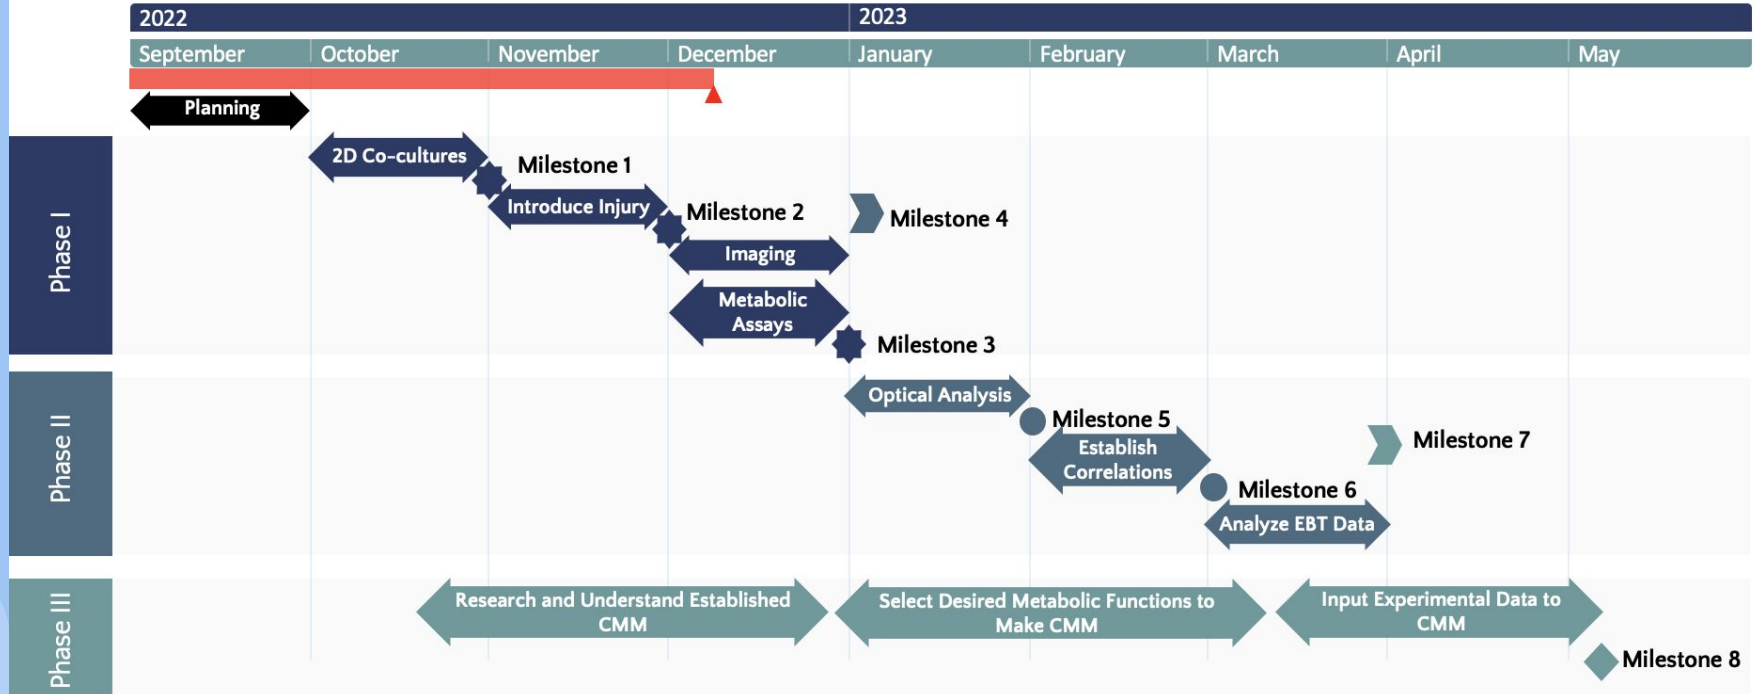 2022
2023
September
October
November
December
January
February
March
April
May
Planning
Phase I
2D Co-cultures
Milestone 1
Introduce Injury
Milestone 2
Milestone 4
Imaging
Metabolic
Assays
Milestone 3
Phase II
Optical Analysis
Milestone 5
Establish
Correlations
Milestone 7
Milestone 6
Analyze EBT Data
Phase III
Research and Understand Established
CMM
Select Desired Metabolic Functions to
Make CMM
Input Experimental Data to
CMM
Milestone 8